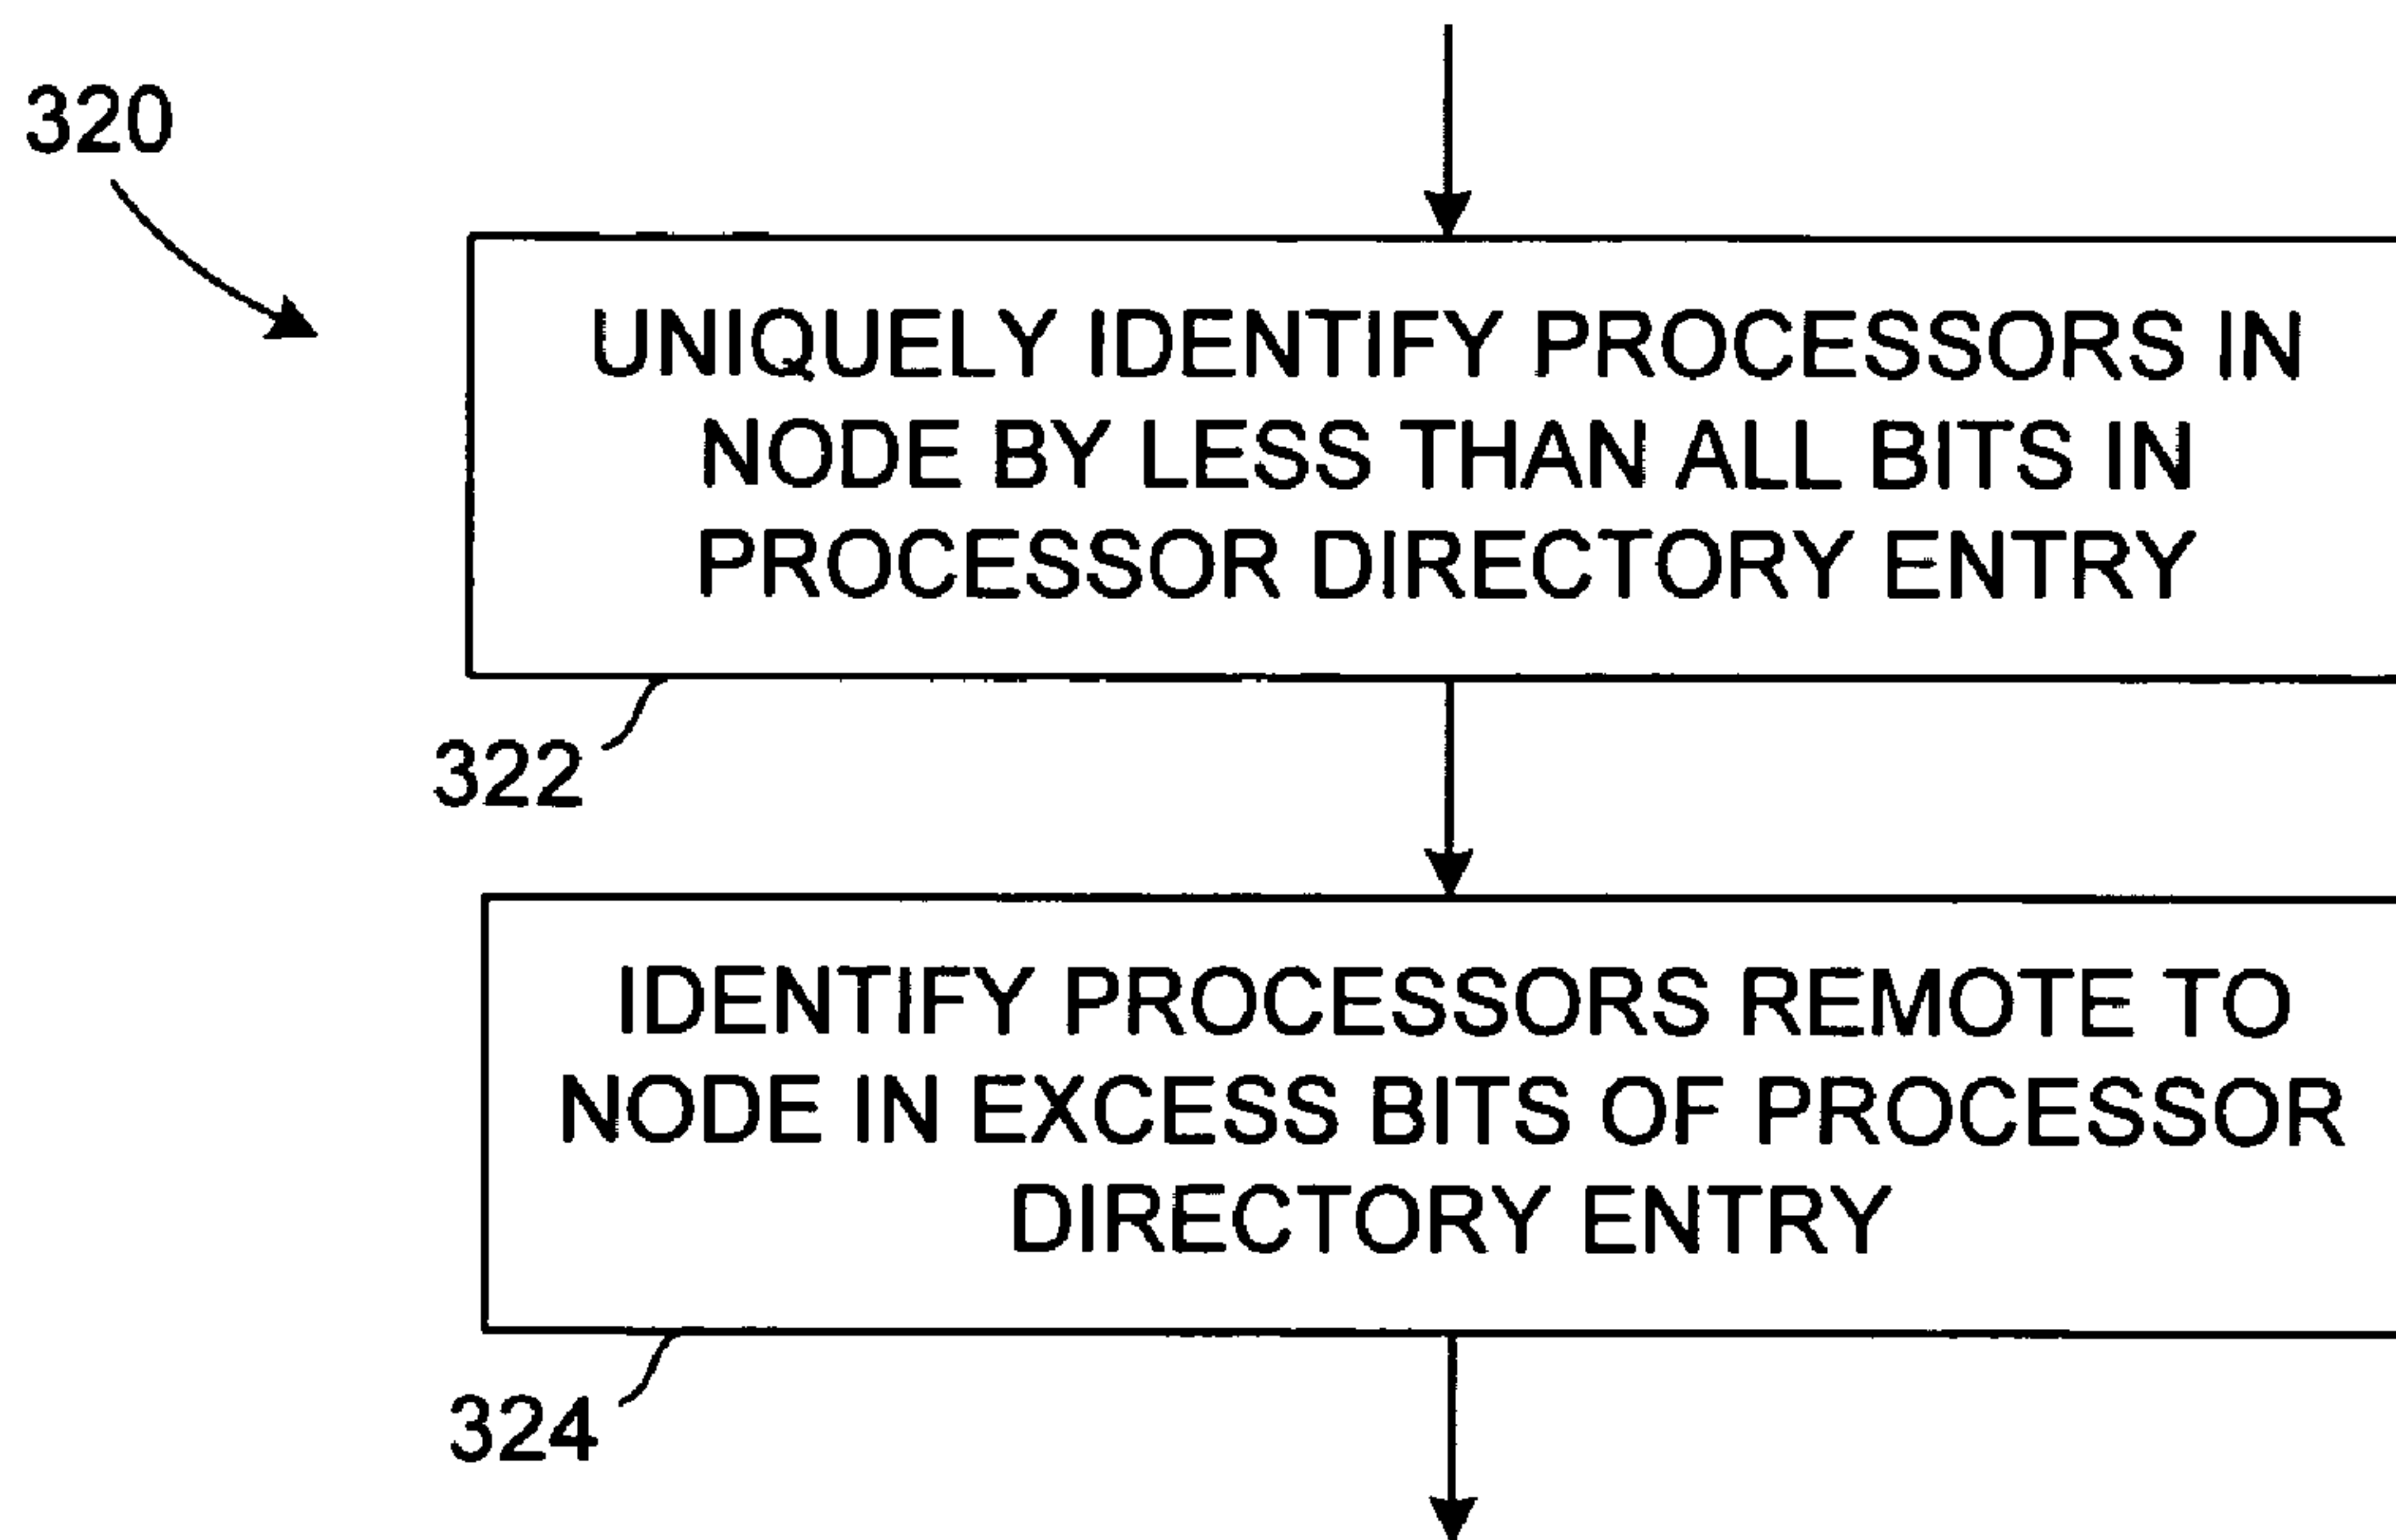 320
UNIQUELY IDENTIFY PROCESSORS IN
NODE BY LESS THAN ALL BITS IN
PROCESSOR DIRECTORY ENTRY
322
IDENTIFY PROCESSORS REMOTE TO
NODE IN EXCESS BITS OF PROCESSOR
DIRECTORY ENTRY
324